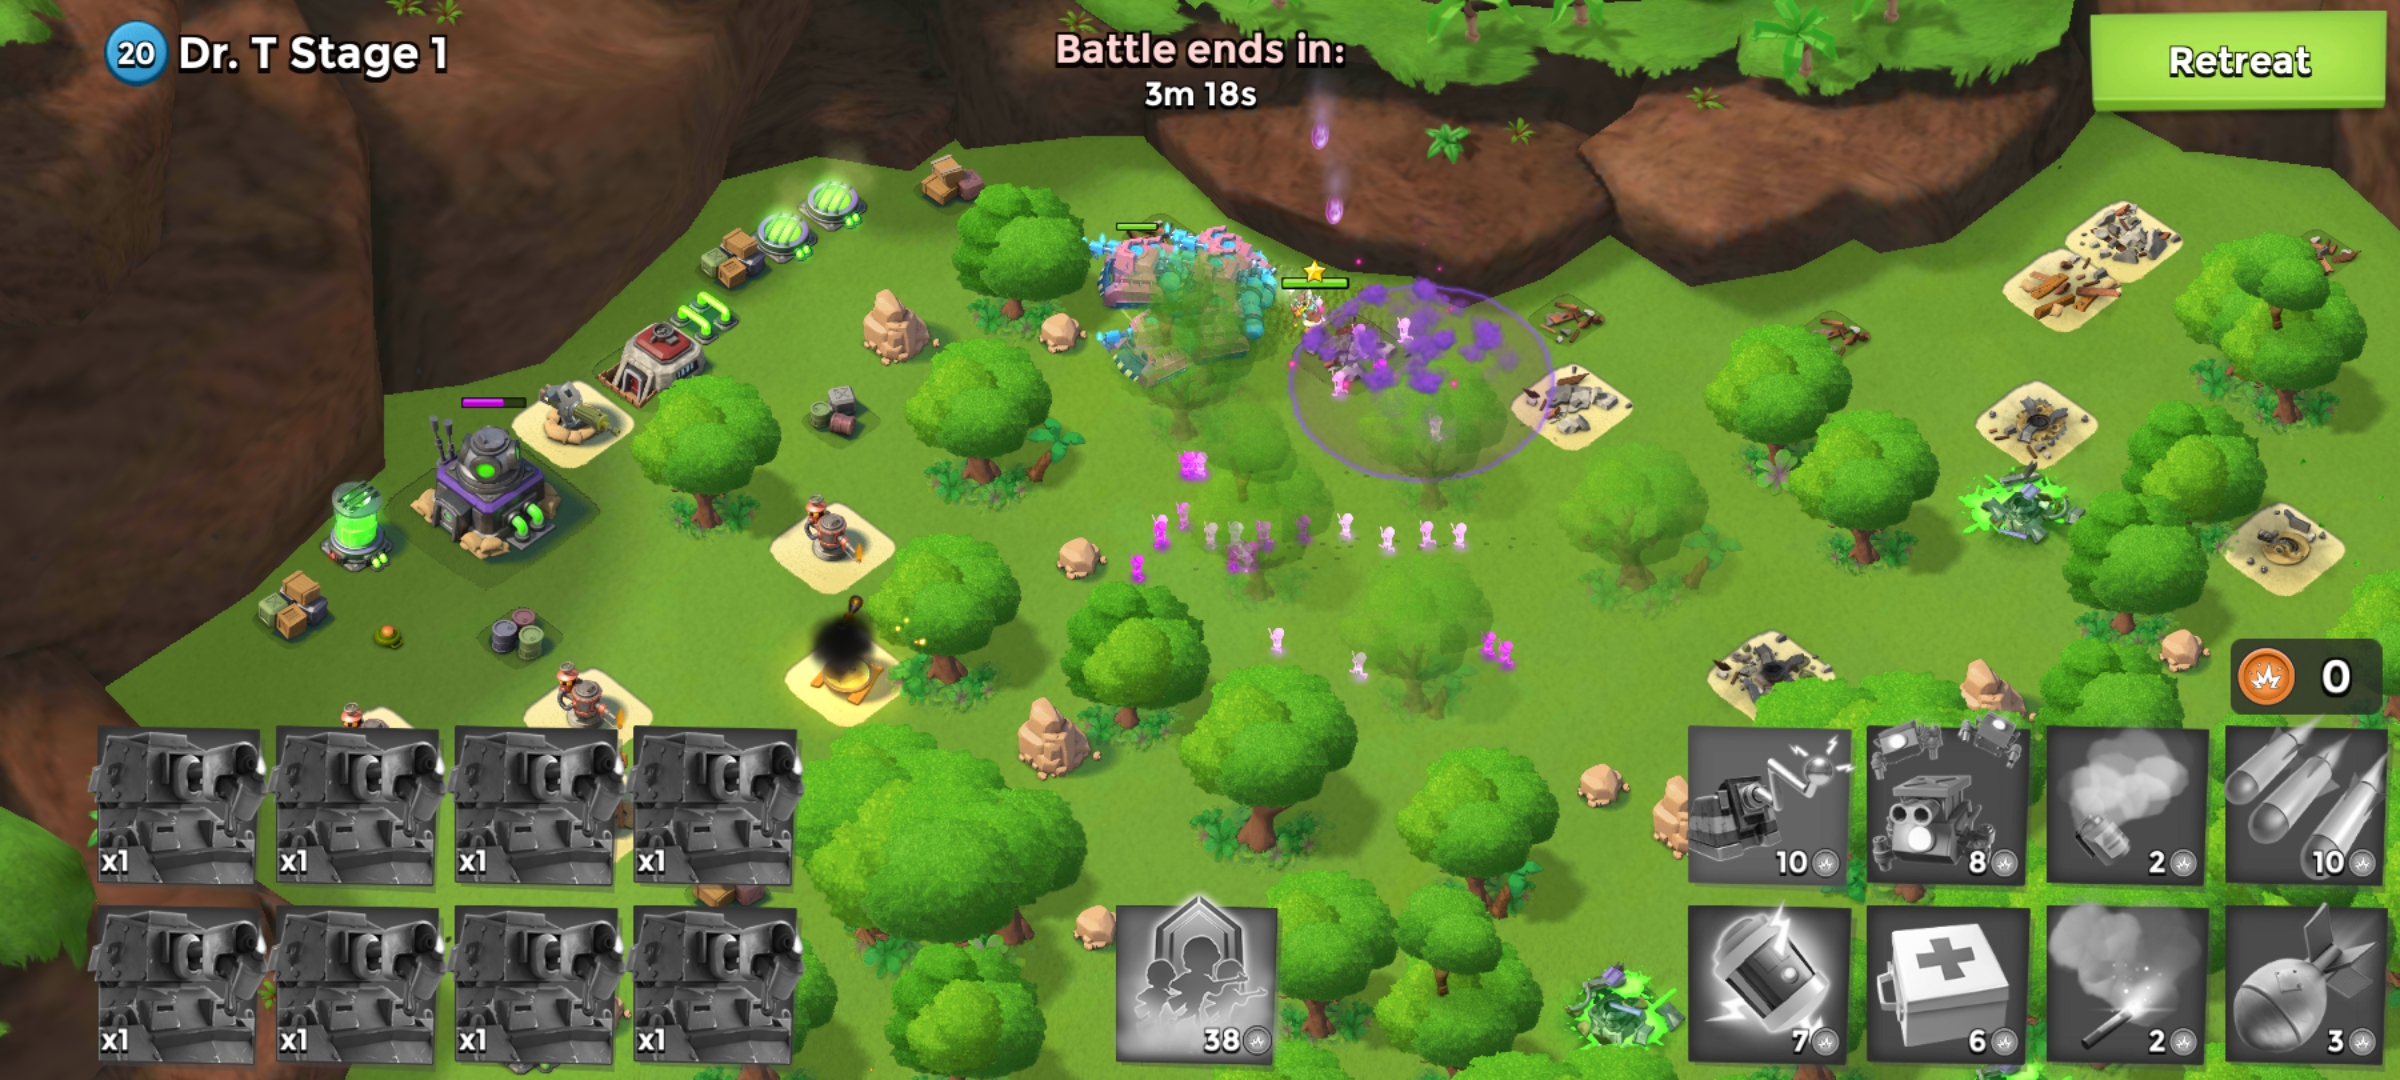 20 Dr. T Stage 1
Battle ends in:
3m 18s
Retreat
0
x1 x1 x1 x1
10 8 2 10
x1 x1 x1 x1
38
7 6 2 3